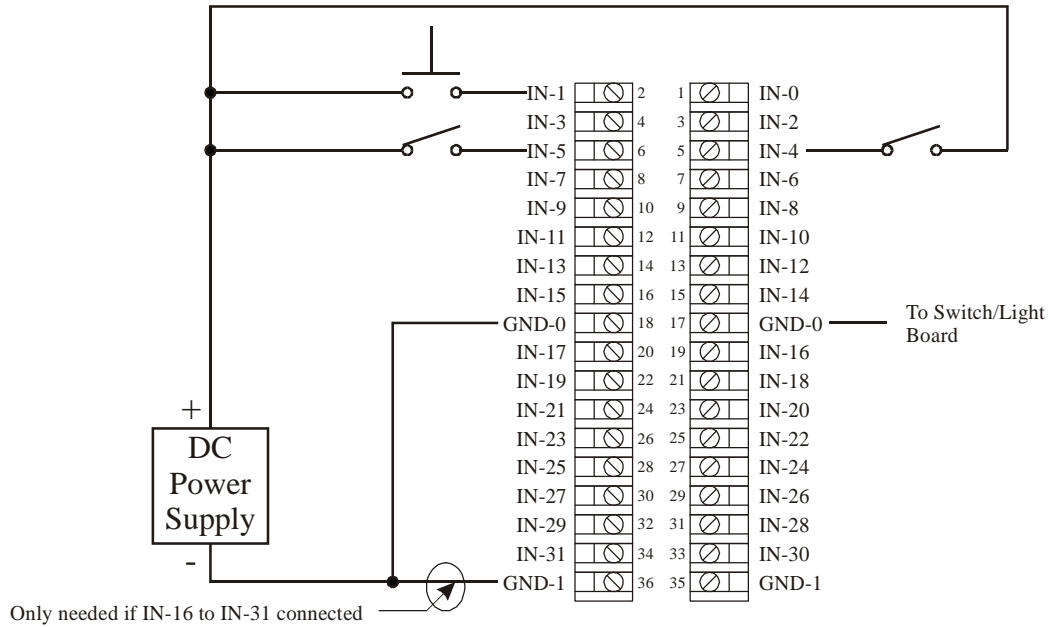 IN-1 2 1 IN-0
IN-3 4 3 IN-2
IN-5 6 5 IN-4
IN-7 8 7 IN-6
IN-9 10 9 IN-8
IN-11 12 11 IN-10
IN-13 14 13 IN-12
IN-15 16 15 IN-14
GND-0 18 17 GND-0
To Switch/Light
Board
IN-17 20 19 IN-16
IN-19 22 21 IN-18
IN-21 24 23 IN-20
IN-23 26 25 IN-22
IN-25 28 27 IN-24
IN-27 30 29 IN-26
IN-29 32 31 IN-28
IN-31 34 33 IN-30
GND-1 36 35 GND-1
+
DC
Power
Supply
-
Only needed if IN-16 to IN-31 connected